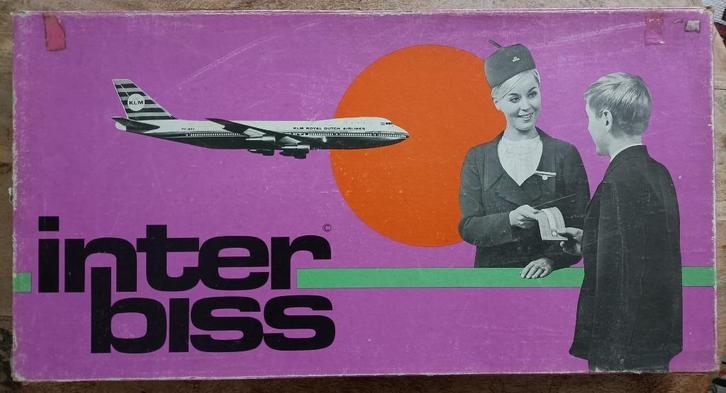 KLM
KLM ROYAL DUTCH AIRLINES
inter ©
biss